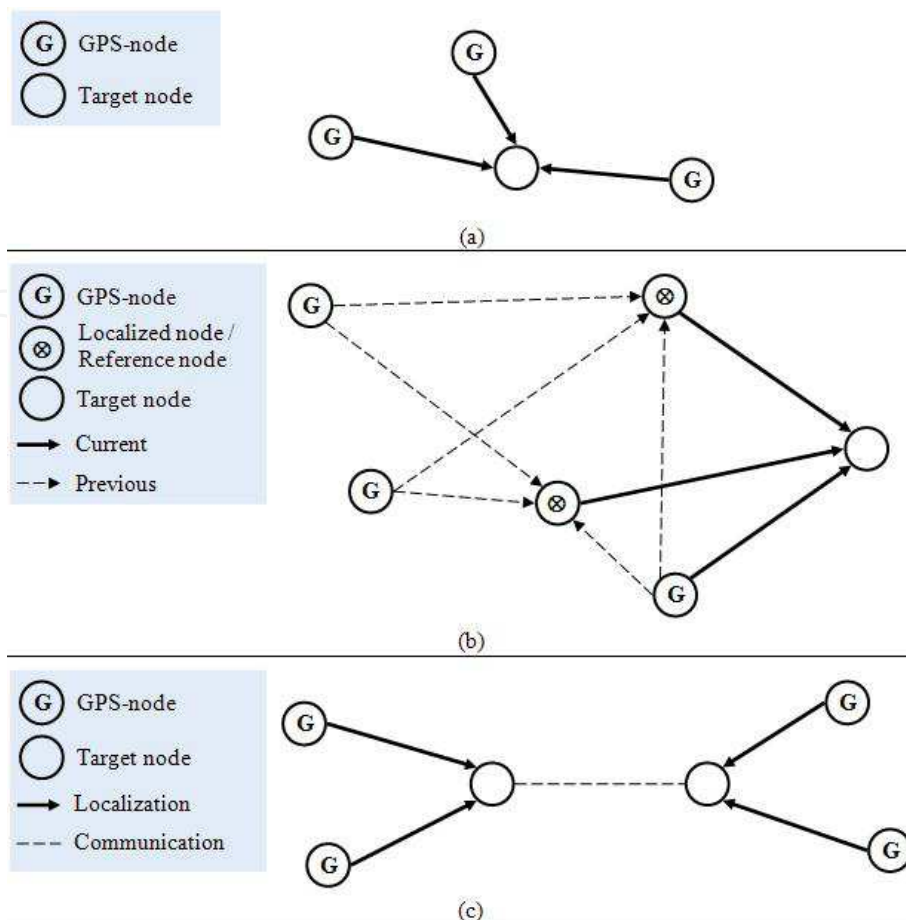 G GPS-node
Target node
G
G
G
(a)
G GPS-node
Localized node /
Reference node
Target node
Current
Previous
G
G
G
(b)
G GPS-node
Target node
Localization
Communication
G
G
G
G
(c)